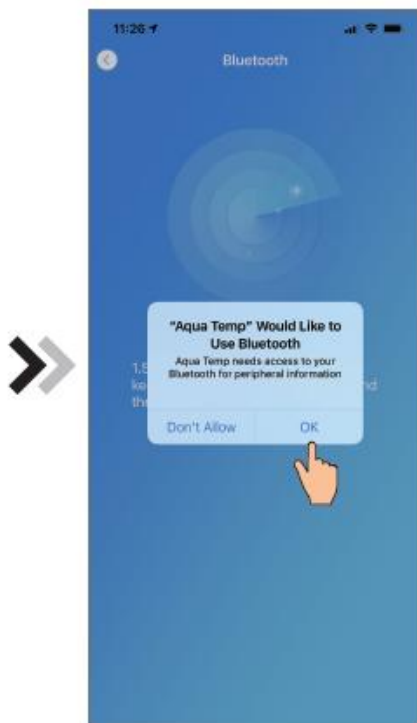 11:26
Bluetooth
"Aqua Temp" Would Like to
Use Bluetooth
Aqua Temp needs access to your
Bluetooth for peripheral information
Don't Allow
OK